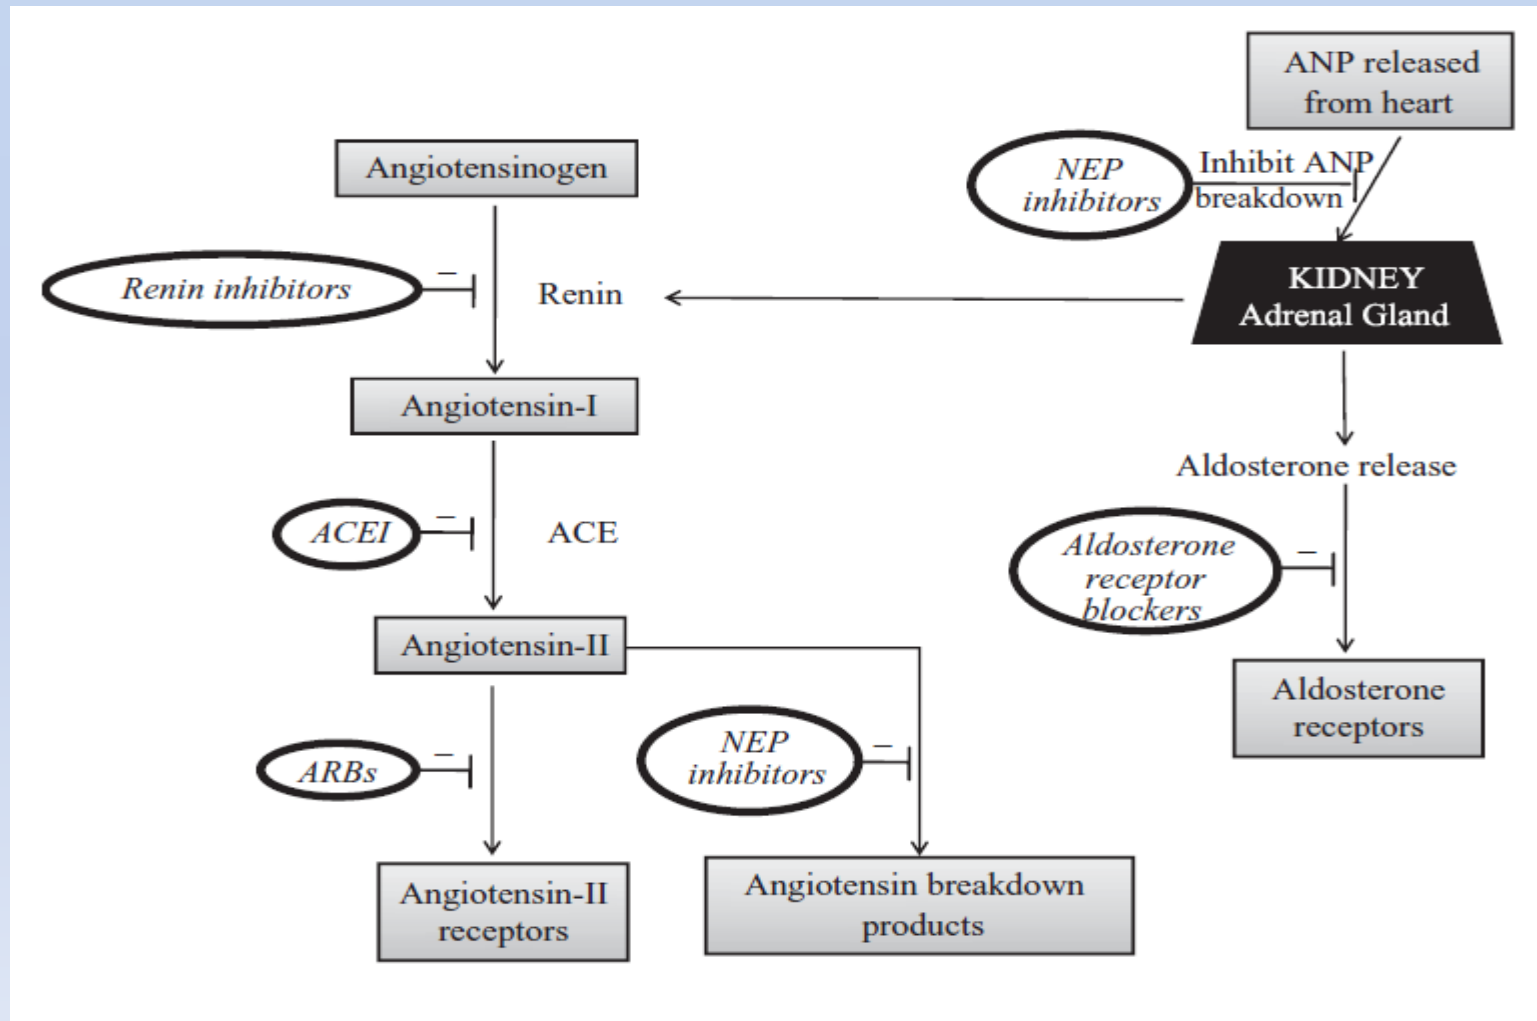 ANP released
from heart
NEP
inhibitors
Inhibit ANP
breakdown
Angiotensinogen
KIDNEY
Adrenal Gland
Renin inhibitors
–
Renin
Angiotensin-I
Aldosterone release
ACEI
–
ACE
Aldosterone
receptor
blockers
–
Angiotensin-II
Aldosterone
receptors
ARBs
–
NEP
inhibitors
–
Angiotensin-II
receptors
Angiotensin breakdown
products